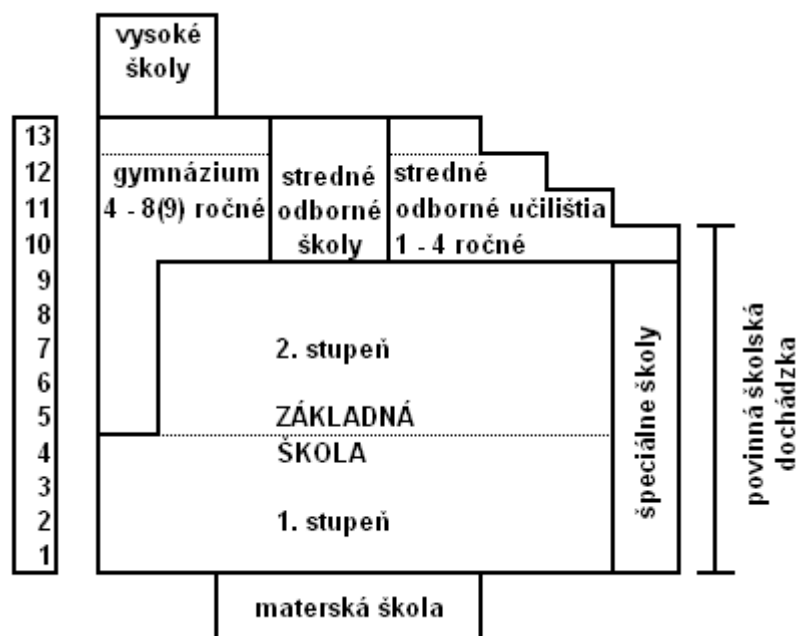 vysoké
školy
13
12
11
10
9
8
7
6
5
4
3
2
1
gymnázium
4 - 8(9) ročné
stredné
odborné
školy
stredné
odborné učilištia
1 - 4 ročné
2. stupeň
ZÁKLADNÁ
ŠKOLA
1. stupeň
špeciálne školy
povinná školská
dochádzka
materská škola